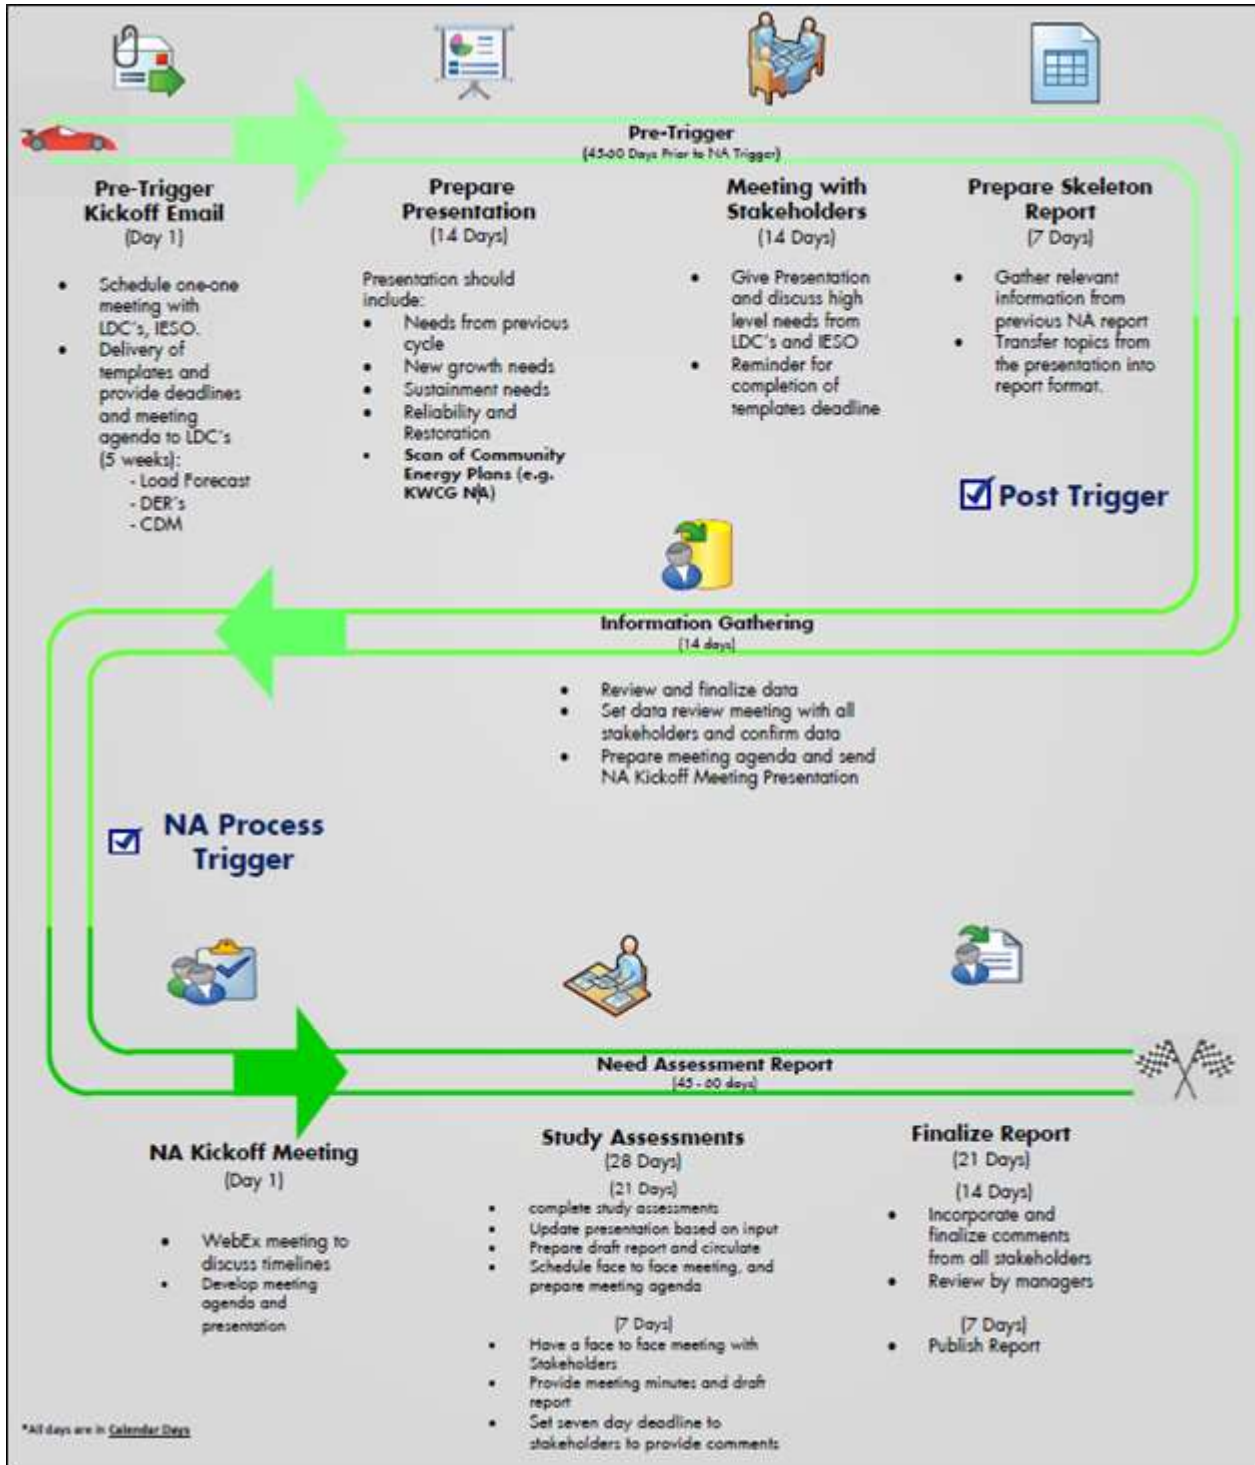 Pre-Trigger
(45-60 Days Prior to NA Trigger)
Pre-Trigger
Kickoff Email
(Day 1)
• Schedule one-one
meeting with
LDC's, IESO.
• Delivery of
templates and
provide deadlines
and meeting
agenda to LDC's
(5 weeks):
- Load Forecast
- DER's
- CDM
Prepare
Presentation
(14 Days)
Presentation should
include:
• Needs from previous
cycle
• New growth needs
• Sustainment needs
• Reliability and
Restoration
• Scan of Community
Energy Plans (e.g.
KWCG NA)
Meeting with
Stakeholders
(14 Days)
• Give Presentation
and discuss high
level needs from
LDC's and IESO
• Reminder for
completion of
templates deadline
Prepare Skeleton
Report
(7 Days)
• Gather relevant
information from
previous NA report
• Transfer topics from
the presentation into
report format.
Post Trigger
Information Gathering
(14 days)
• Review and finalize data
• Set data review meeting with all
stakeholders and confirm data
• Prepare meeting agenda and send
NA Kickoff Meeting Presentation
NA Process
Trigger
Need Assessment Report
(45 - 60 days)
NA Kickoff Meeting
(Day 1)
• WebEx meeting to
discuss timelines
• Develop meeting
agenda and
presentation
Study Assessments
(28 Days)
(21 Days)
• complete study assessments
• Update presentation based on input
• Prepare draft report and circulate
• Schedule face to face meeting, and
prepare meeting agenda
(7 Days)
• Have a face to face meeting with
Stakeholders
• Provide meeting minutes and draft
report
• Set seven day deadline to
stakeholders to provide comments
Finalize Report
(21 Days)
(14 Days)
• Incorporate and
finalize comments
from all stakeholders
• Review by managers
(7 Days)
• Publish Report
*All days are in Calendar Days